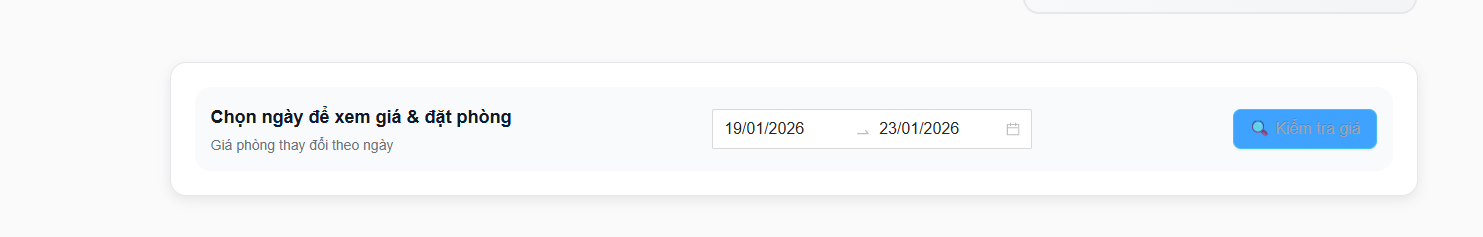 Chọn ngày để xem giá & đặt phòng
Giá phòng thay đổi theo ngày
19/01/2026 → 23/01/2026
🔍 Kiểm tra giá